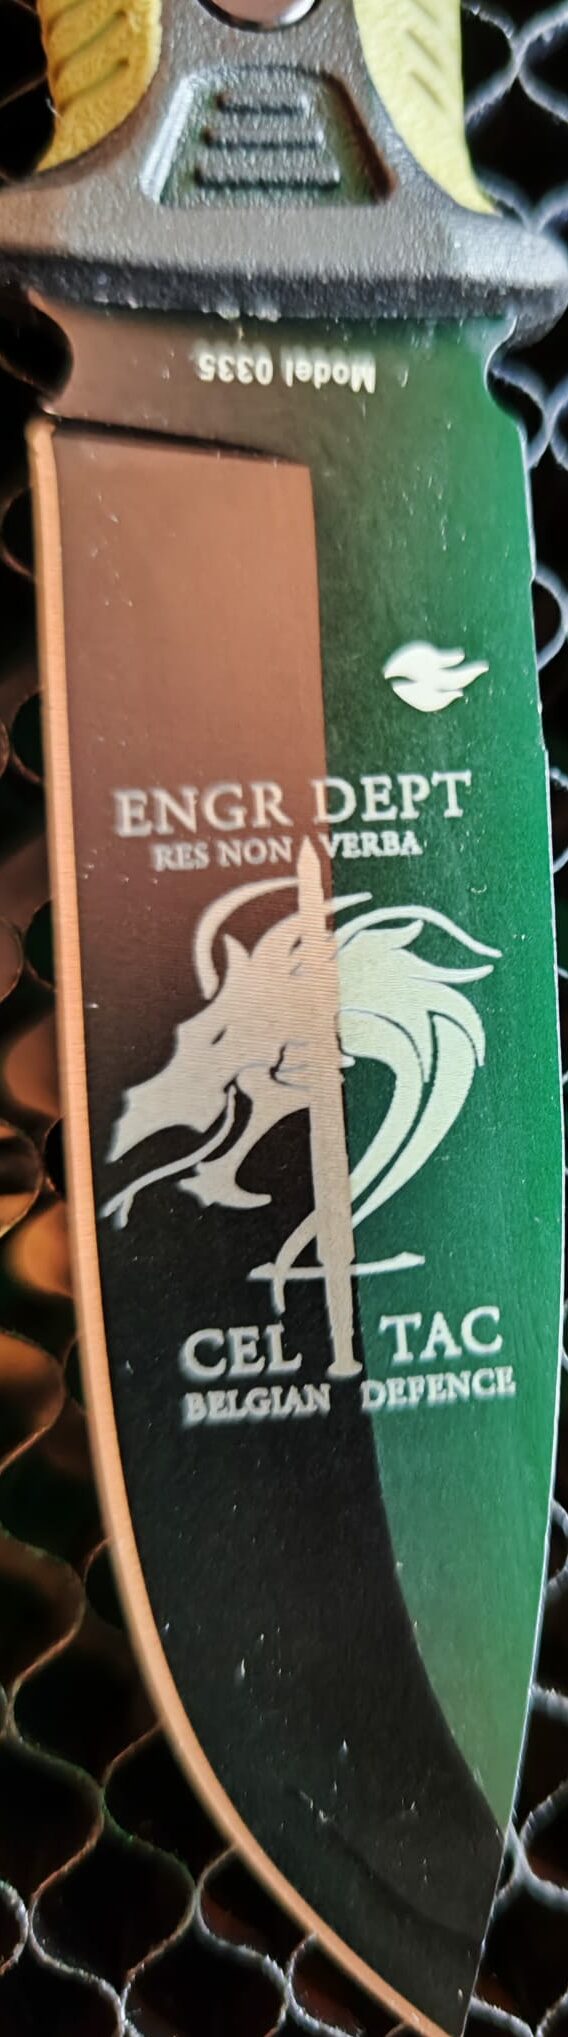 Model 0335
ENGR DEPT
RES NON VERBA
CEL TAC
BELGIAN DEFENCE